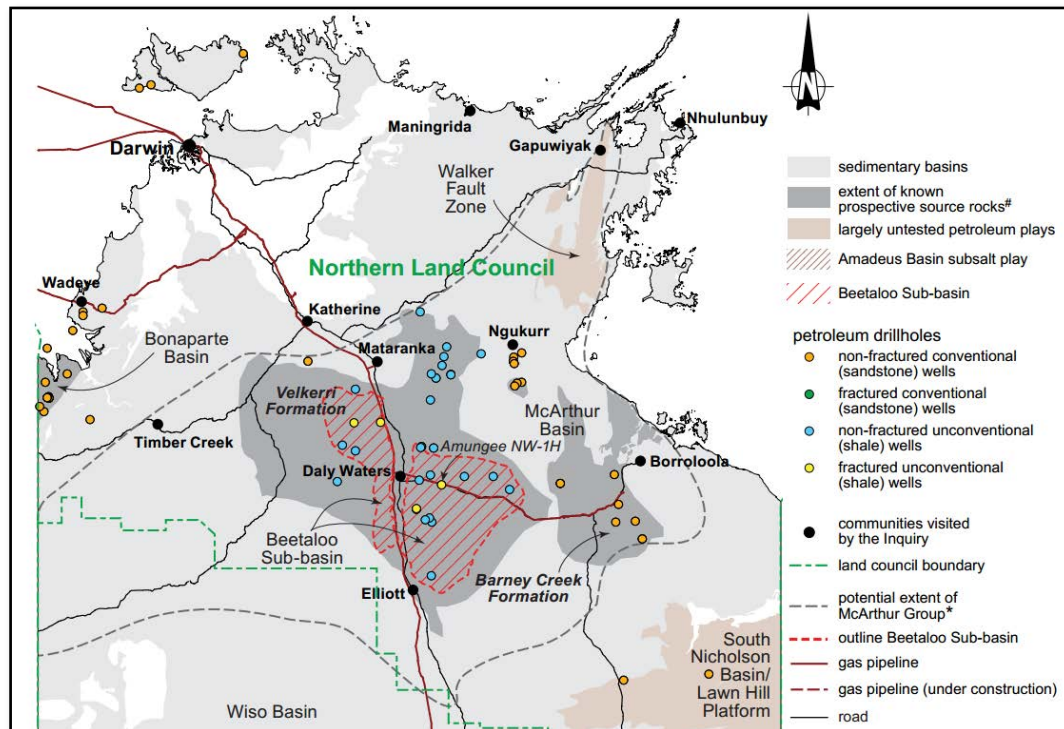 Maningrida
Nhulunbuy
Darwin
Gapuwiyak
Walker
Fault
Zone
Northern Land Council
Wadeye
Katherine
Bonaparte
Basin
Mataranka
Ngukurr
Velkerri
Formation
McArthur
Basin
Timber Creek
Amungee NW-1H
Daly Waters
Borroloola
Beetaloo
Sub-basin
Barney Creek
Formation
Elliott
South
Nicholson
Basin/
Lawn Hill
Platform
Wiso Basin
N
sedimentary basins
extent of known
prospective source rocks#
largely untested petroleum plays
Amadeus Basin subsalt play
Beetaloo Sub-basin
petroleum drillholes
non-fractured conventional
(sandstone) wells
fractured conventional
(sandstone) wells
non-fractured unconventional
(shale) wells
fractured unconventional
(shale) wells
communities visited
by the Inquiry
land council boundary
potential extent of
McArthur Group*
outline Beetaloo Sub-basin
gas pipeline
gas pipeline (under construction)
road